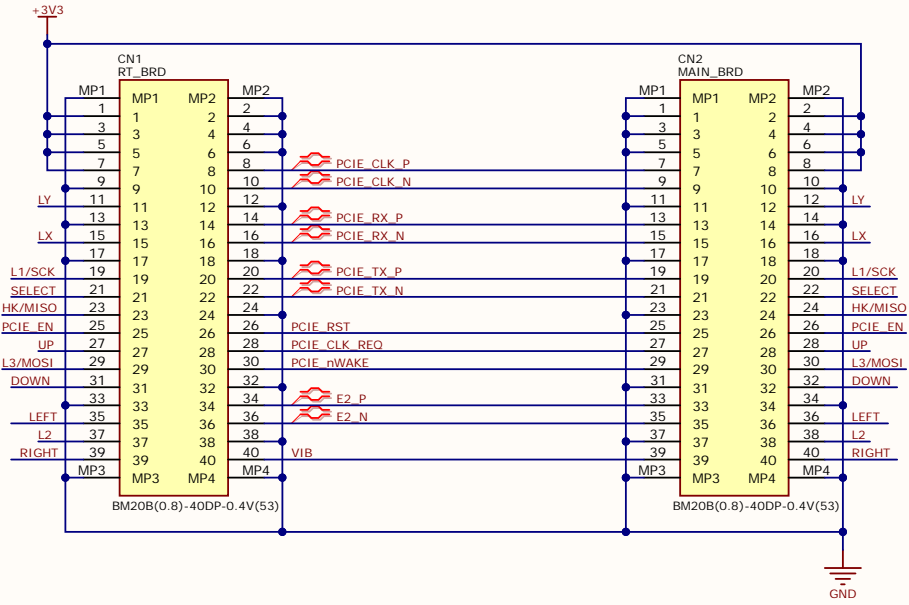 +3V3
CN1 CN2
RT_BRD MAIN_BRD
MP1 MP1 MP2 MP2 MP1 MP1 MP2 MP2
1 1 2 2 1 1 2 2
3 3 4 4 3 3 4 4
5 5 6 6 5 5 6 6
7 7 8 8 PCIE_CLK_P 7 7 8 8
9 9 10 10 PCIE_CLK_N 9 9 10 10
LY 11 11 12 12 11 11 12 12 LY
13 13 14 14 PCIE_RX_P 13 13 14 14
LX 15 15 16 16 PCIE_RX_N 15 15 16 16 LX
17 17 18 18 17 17 18 18
L1/SCK 19 19 20 20 PCIE_TX_P 19 19 20 20 L1/SCK
SELECT 21 21 22 22 PCIE_TX_N 21 21 22 22 SELECT
HK/MISO 23 23 24 24 23 23 24 24 HK/MISO
PCIE_EN 25 25 26 26 PCIE_RST 25 25 26 26 PCIE_EN
UP 27 27 28 28 PCIE_CLK_REQ 27 27 28 28 UP
L3/MOSI 29 29 30 30 PCIE_nWAKE 29 29 30 30 L3/MOSI
DOWN 31 31 32 32 31 31 32 32 DOWN
33 33 34 34 E2_P 33 33 34 34
LEFT 35 35 36 36 E2_N 35 35 36 36 LEFT
L2 37 37 38 38 37 37 38 38 L2
RIGHT 39 39 40 40 VIB 39 39 40 40 RIGHT
MP3 MP3 MP4 MP4 MP3 MP3 MP4 MP4
BM20B(0.8)-40DP-0.4V(53) BM20B(0.8)-40DP-0.4V(53)
GND